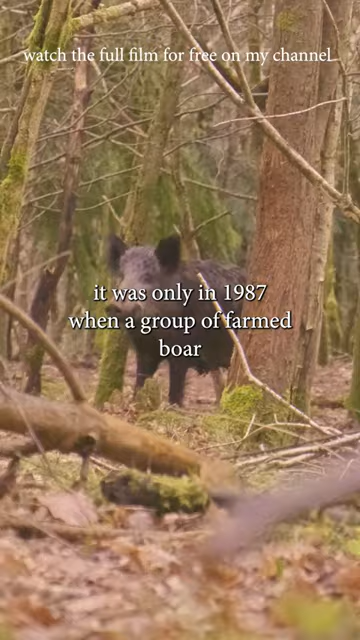 watch the full film for free on my channel
it was only in 1987
when a group of farmed
boar